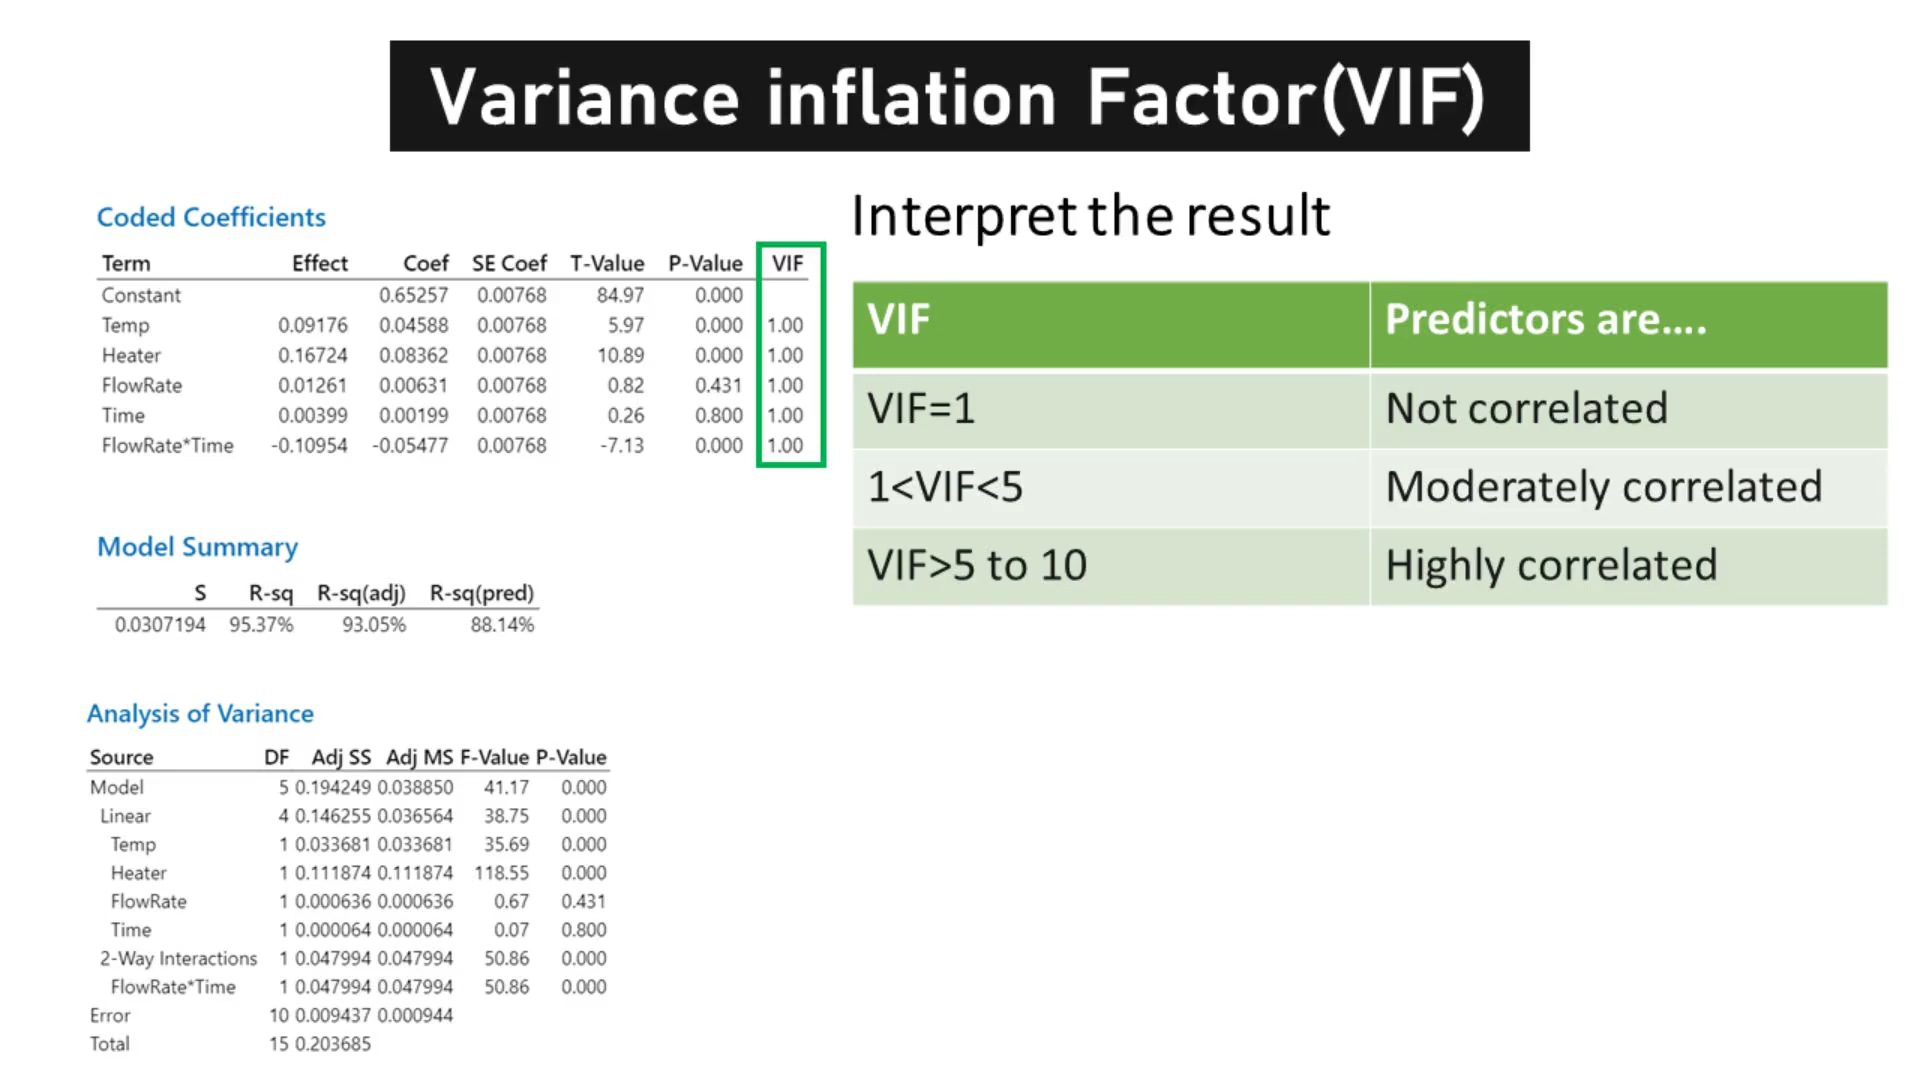 Variance inflation Factor(VIF)
Coded Coefficients
Term Effect Coef SE Coef T-Value P-Value VIF
Constant 0.65257 0.00768 84.97 0.000
Temp 0.09176 0.04588 0.00768 5.97 0.000 1.00
Heater 0.16724 0.08362 0.00768 10.89 0.000 1.00
FlowRate 0.01261 0.00631 0.00768 0.82 0.431 1.00
Time 0.00399 0.00199 0.00768 0.26 0.800 1.00
FlowRate*Time -0.10954 -0.05477 0.00768 -7.13 0.000 1.00
Model Summary
S R-sq R-sq(adj) R-sq(pred)
0.0307194 95.37% 93.05% 88.14%
Analysis of Variance
Source DF Adj SS Adj MS F-Value P-Value
Model 5 0.194249 0.038850 41.17 0.000
Linear 4 0.146255 0.036564 38.75 0.000
Temp 1 0.033681 0.033681 35.69 0.000
Heater 1 0.111874 0.111874 118.55 0.000
FlowRate 1 0.000636 0.000636 0.67 0.431
Time 1 0.000064 0.000064 0.07 0.800
2-Way Interactions 1 0.047994 0.047994 50.86 0.000
FlowRate*Time 1 0.047994 0.047994 50.86 0.000
Error 10 0.009437 0.000944
Total 15 0.203685
Interpret the result
VIF Predictors are....
VIF=1 Not correlated
1<VIF<5 Moderately correlated
VIF>5 to 10 Highly correlated